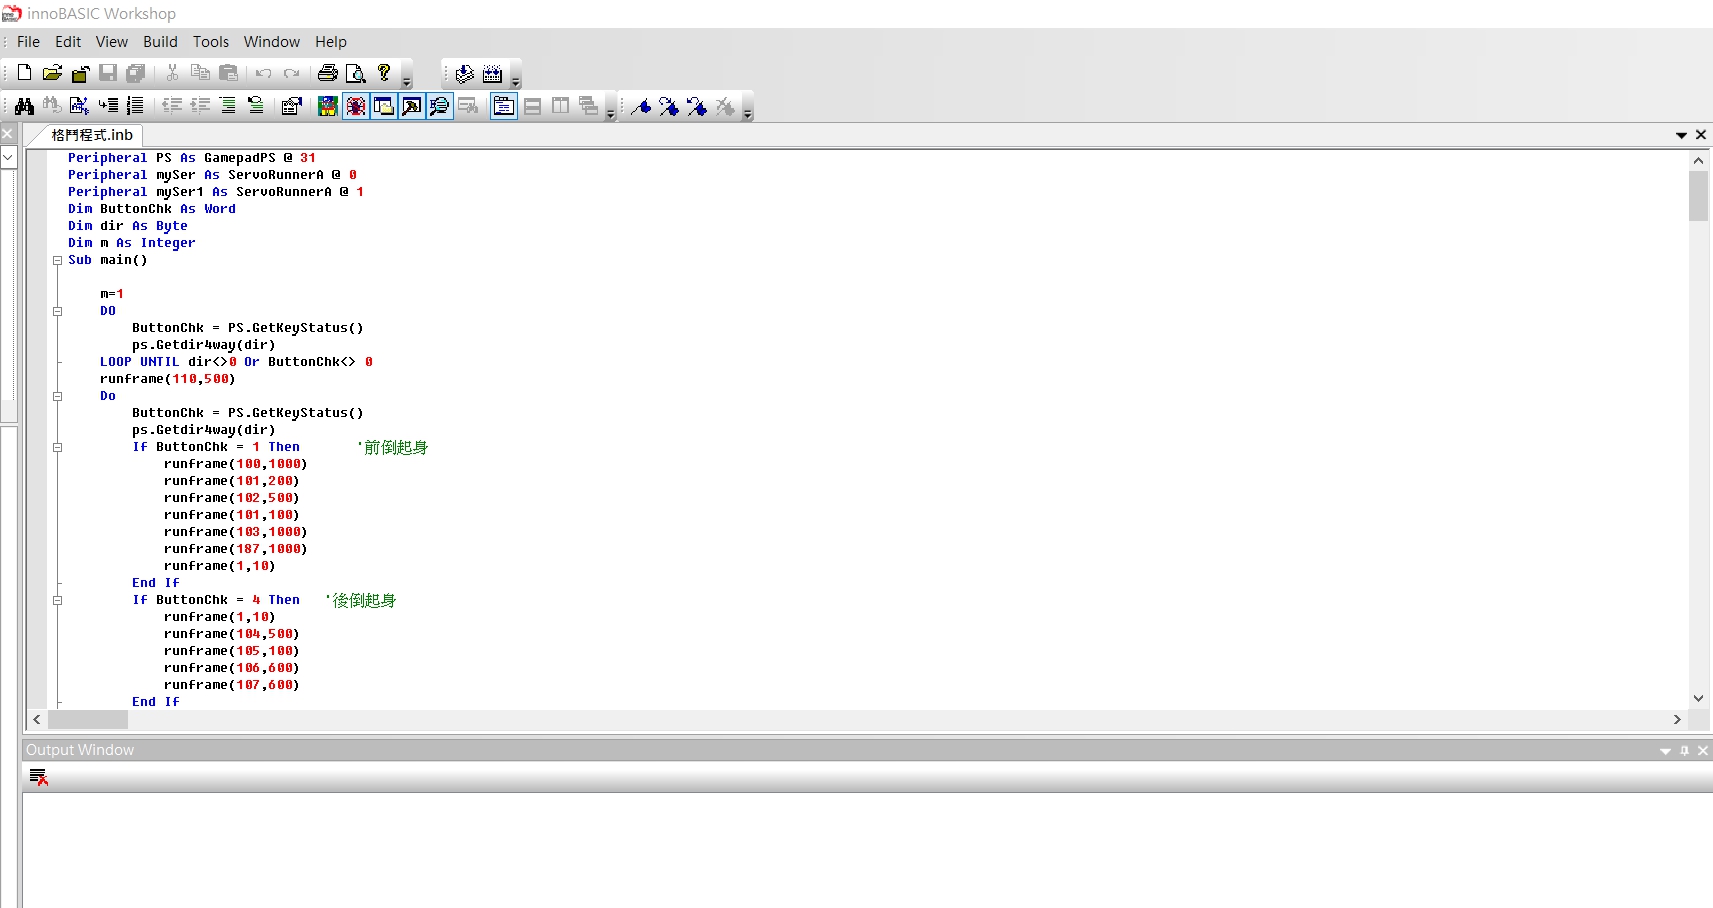 innoBASIC Workshop
File Edit View Build Tools Window Help
格鬥程式.inb
Peripheral PS As GamepadPS @ 31
Peripheral mySer As ServoRunnerA @ 0
Peripheral mySer1 As ServoRunnerA @ 1
Dim ButtonChk As Word
Dim dir As Byte
Dim m As Integer
Sub main()
m=1
DO
ButtonChk = PS.GetKeyStatus()
ps.Getdir4way(dir)
LOOP UNTIL dir<>0 Or ButtonChk<> 0
runframe(110,500)
Do
ButtonChk = PS.GetKeyStatus()
ps.Getdir4way(dir)
If ButtonChk = 1 Then '前倒起身
runframe(100,1000)
runframe(101,200)
runframe(102,500)
runframe(101,100)
runframe(103,1000)
runframe(187,1000)
runframe(1,10)
End If
If ButtonChk = 4 Then '後倒起身
runframe(1,10)
runframe(104,500)
runframe(105,100)
runframe(106,600)
runframe(107,600)
End If
Output Window